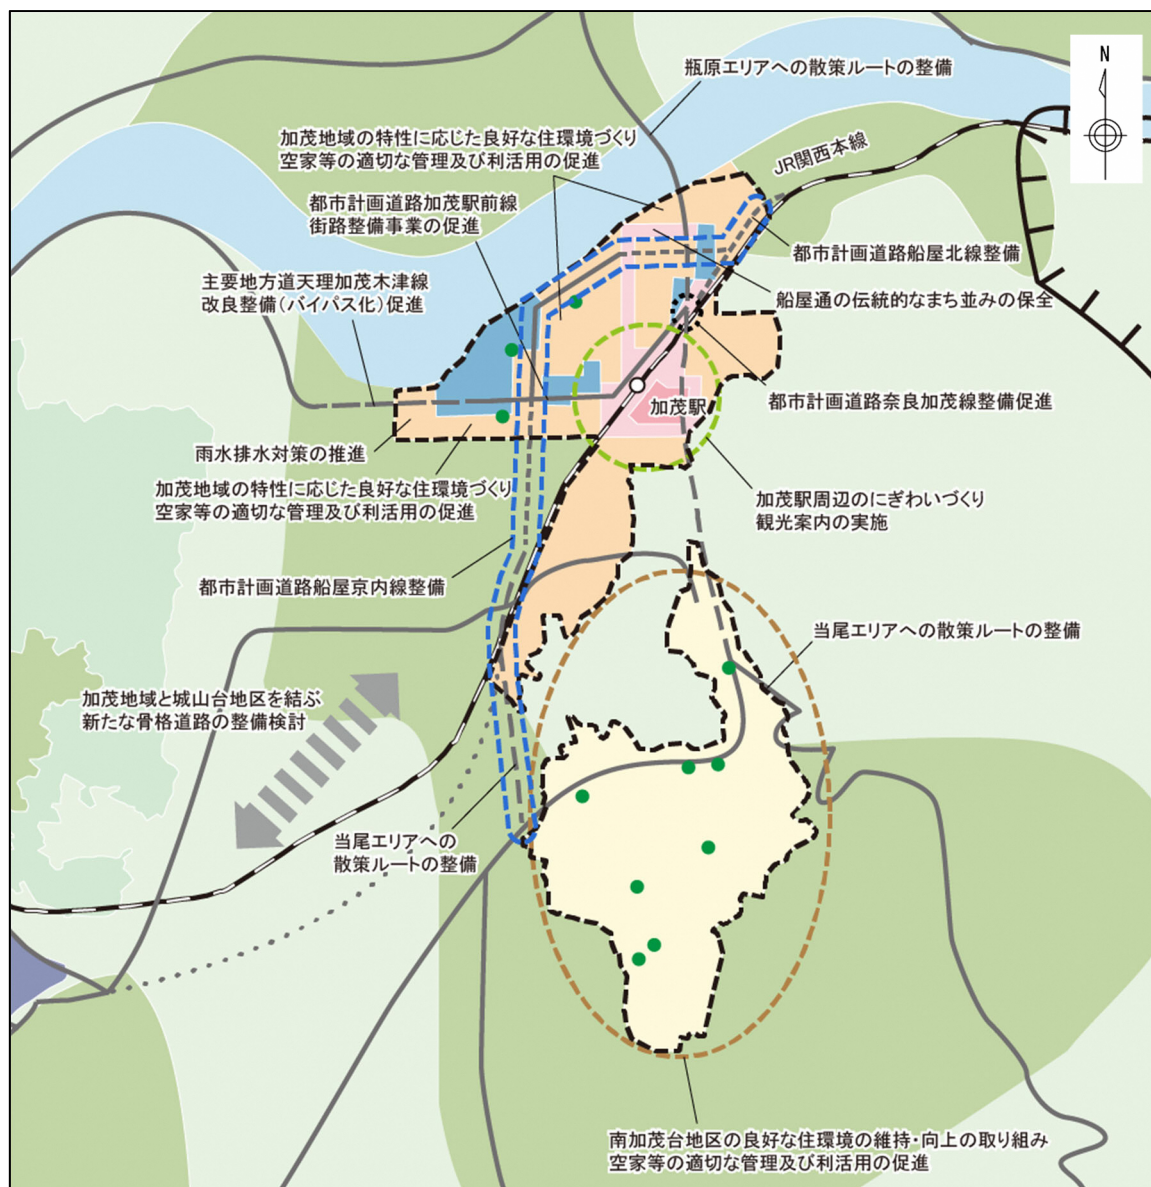 瓶原エリアへの散策ルートの整備
N
加茂地域の特性に応じた良好な住環境づくり
空家等の適切な管理及び利活用の促進
JR関西本線
都市計画道路加茂駅前線
街路整備事業の促進
都市計画道路船屋北線整備
主要地方道天理加茂木津線
改良整備(バイパス化)促進
船屋通の伝統的なまち並みの保全
加茂駅
都市計画道路奈良加茂線整備促進
雨水排水対策の推進
加茂地域の特性に応じた良好な住環境づくり
空家等の適切な管理及び利活用の促進
加茂駅周辺のにぎわいづくり
観光案内の実施
都市計画道路船屋京内線整備
当尾エリアへの散策ルートの整備
加茂地域と城山台地区を結ぶ
新たな骨格道路の整備検討
当尾エリアへの
散策ルートの整備
南加茂台地区の良好な住環境の維持・向上の取り組み
空家等の適切な管理及び利活用の促進